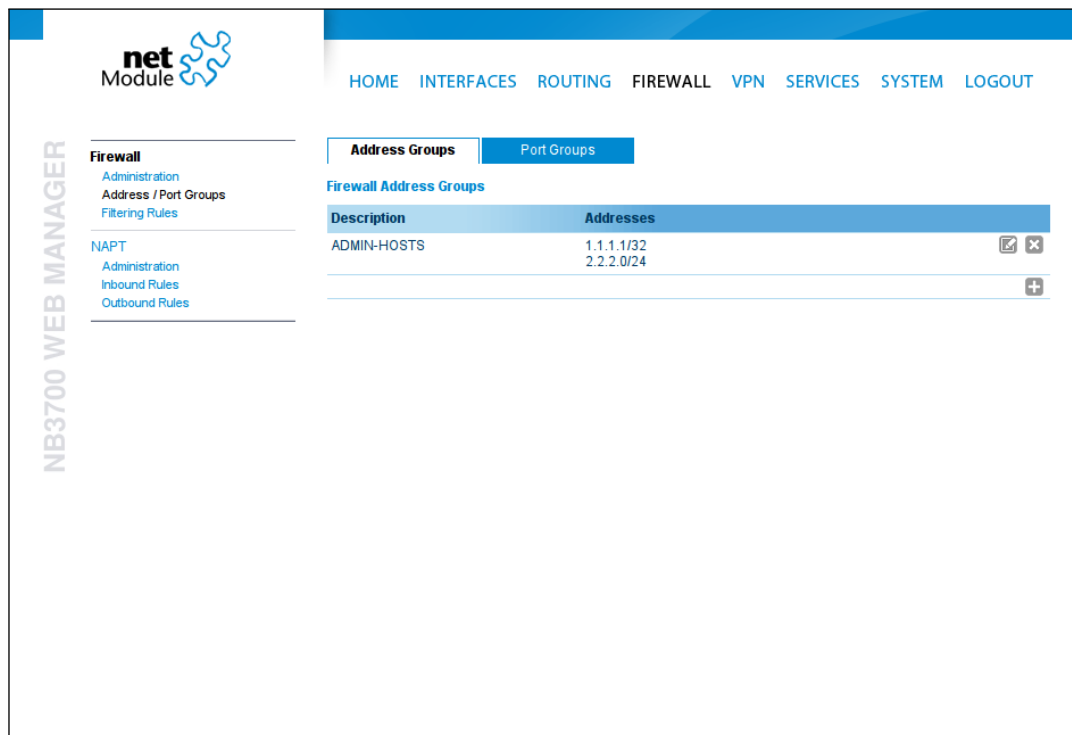 net
Module
HOME INTERFACES ROUTING FIREWALL VPN SERVICES SYSTEM LOGOUT
NB3700 WEB MANAGER
Firewall
Administration
Address / Port Groups
Filtering Rules
NAPT
Administration
Inbound Rules
Outbound Rules
Address Groups Port Groups
Firewall Address Groups
Description Addresses
ADMIN-HOSTS 1.1.1.1/32
2.2.2.0/24